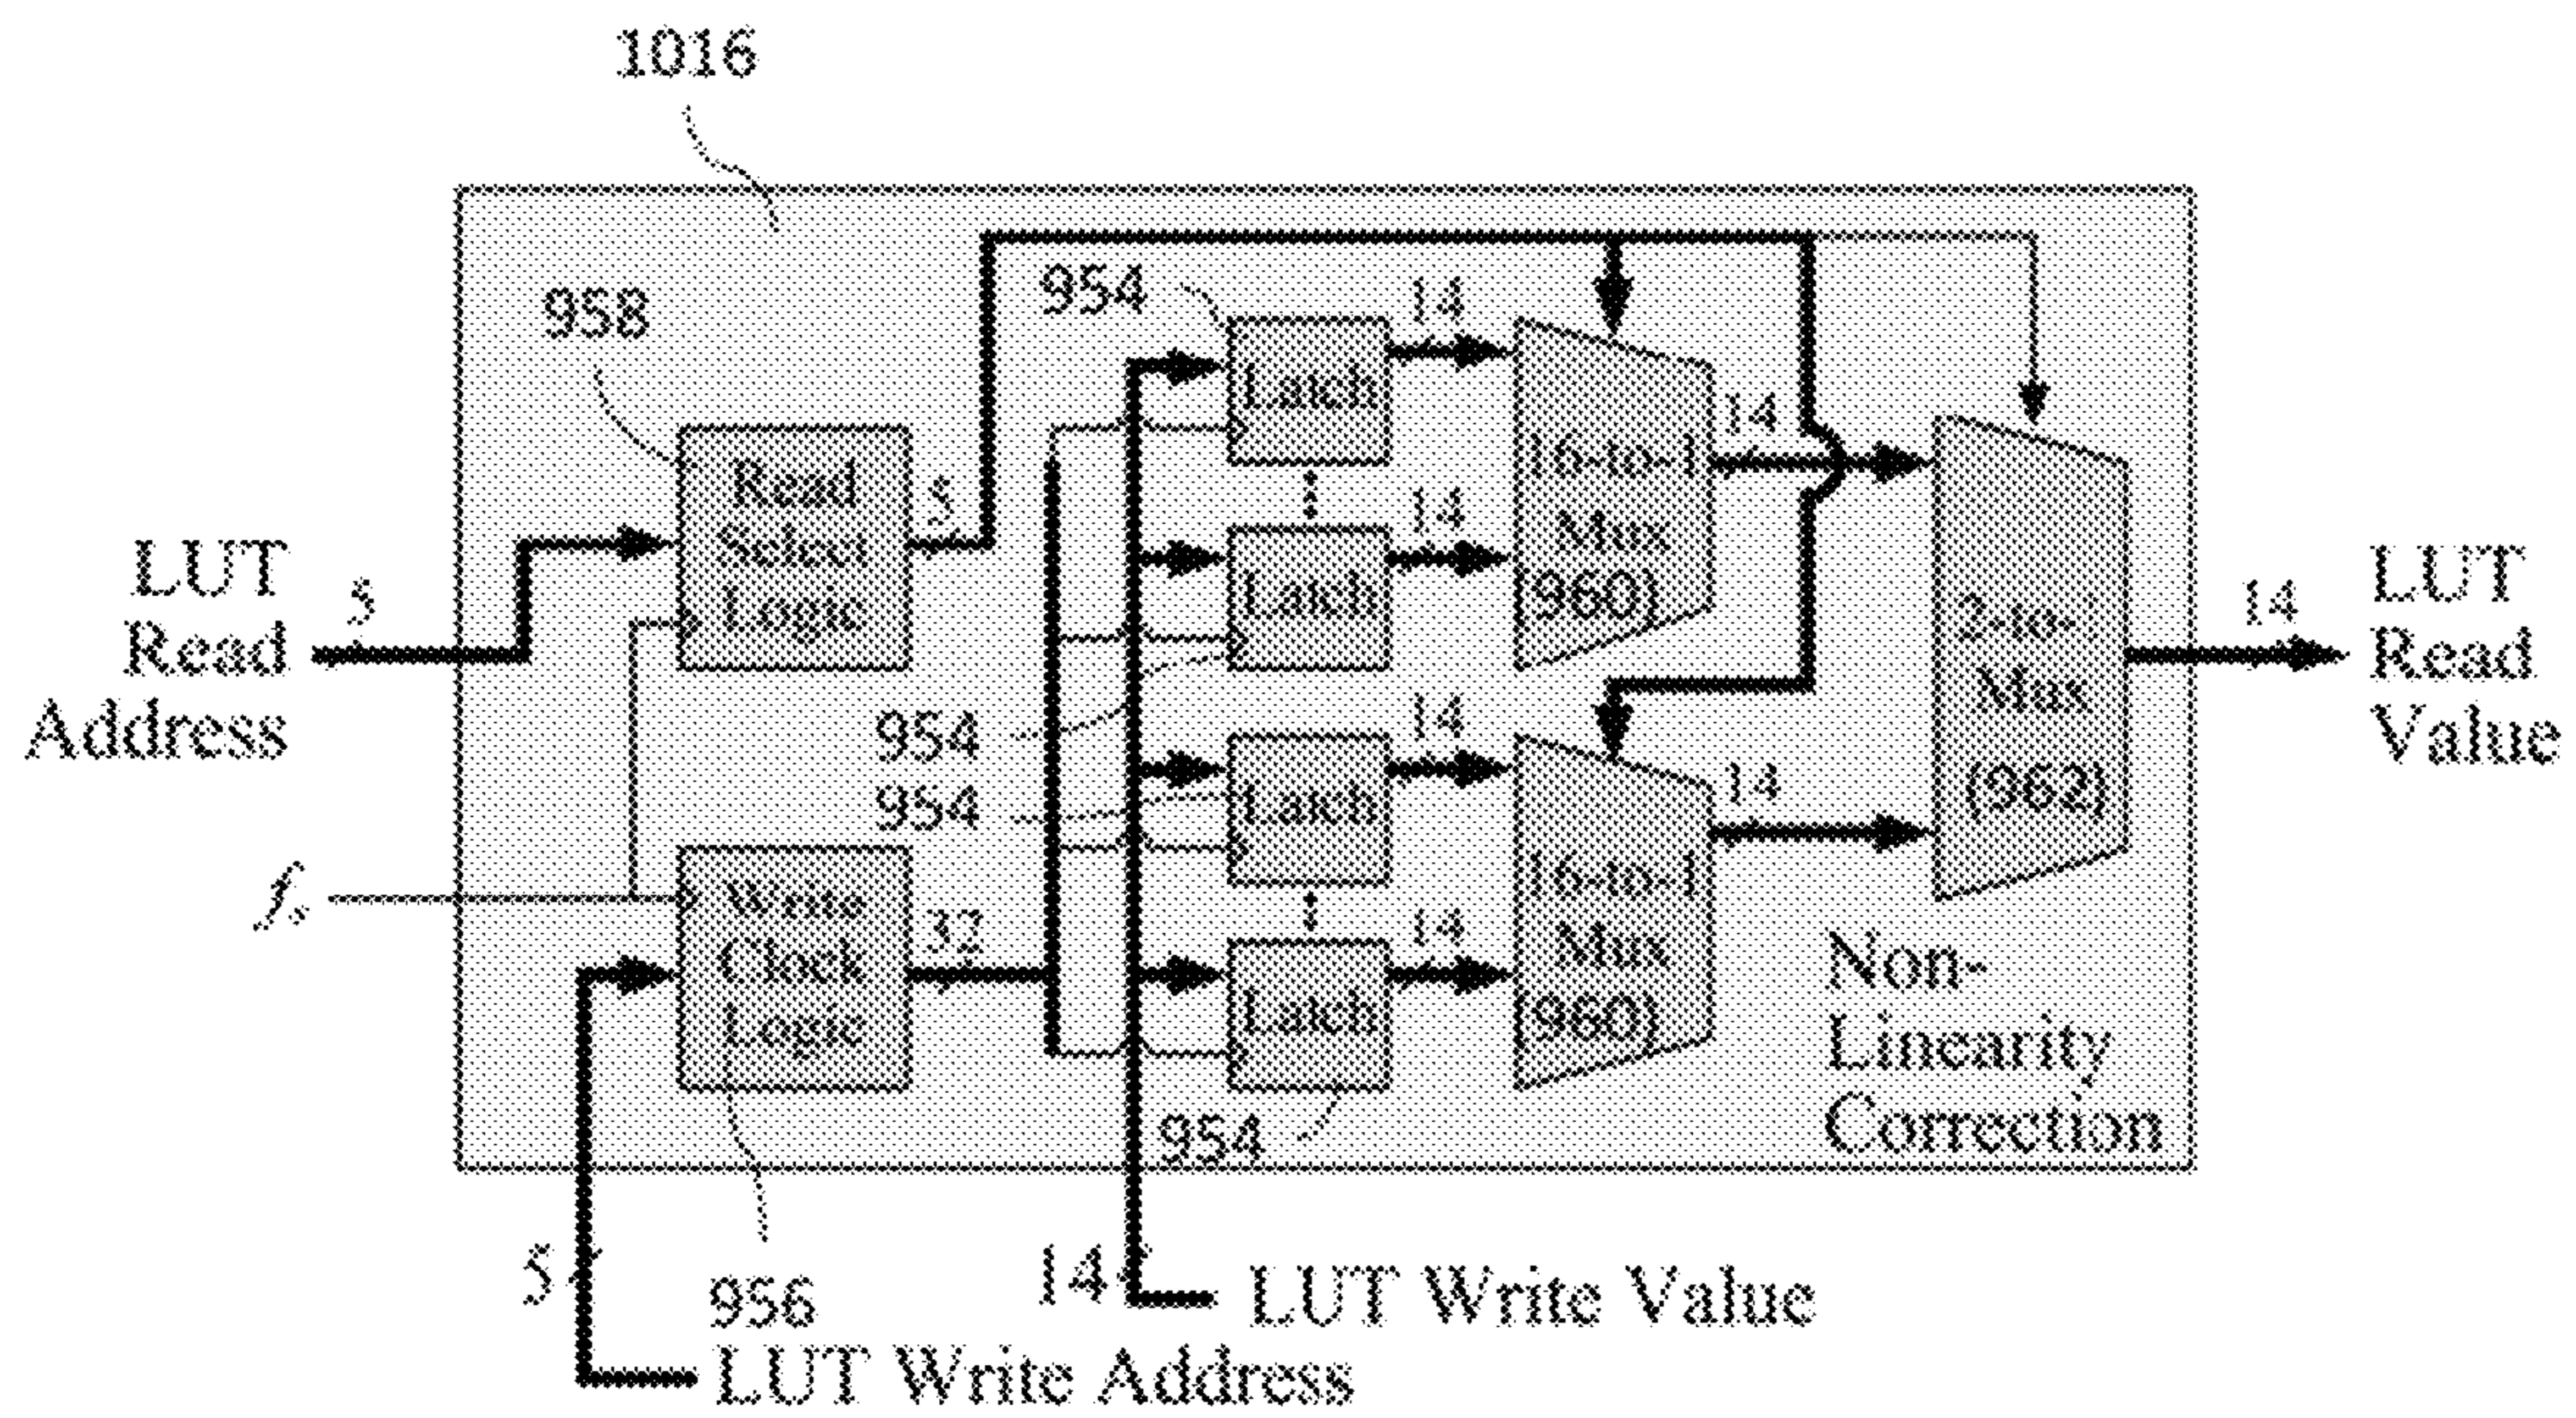 1016
958
954
14
Latch
14
Latch
954
954
14
Latch
14
Latch
954
Read
Select
Logic
5
Write
Clock
Logic
32
956
16-to-1
Mux
(960)
14
16-to-1
Mux
(960)
14
2-to-1
Mux
(962)
14
LUT
Read
Value
LUT
Read
Address
5
fs
Non-
Linearity
Correction
5
14
LUT Write Value
LUT Write Address